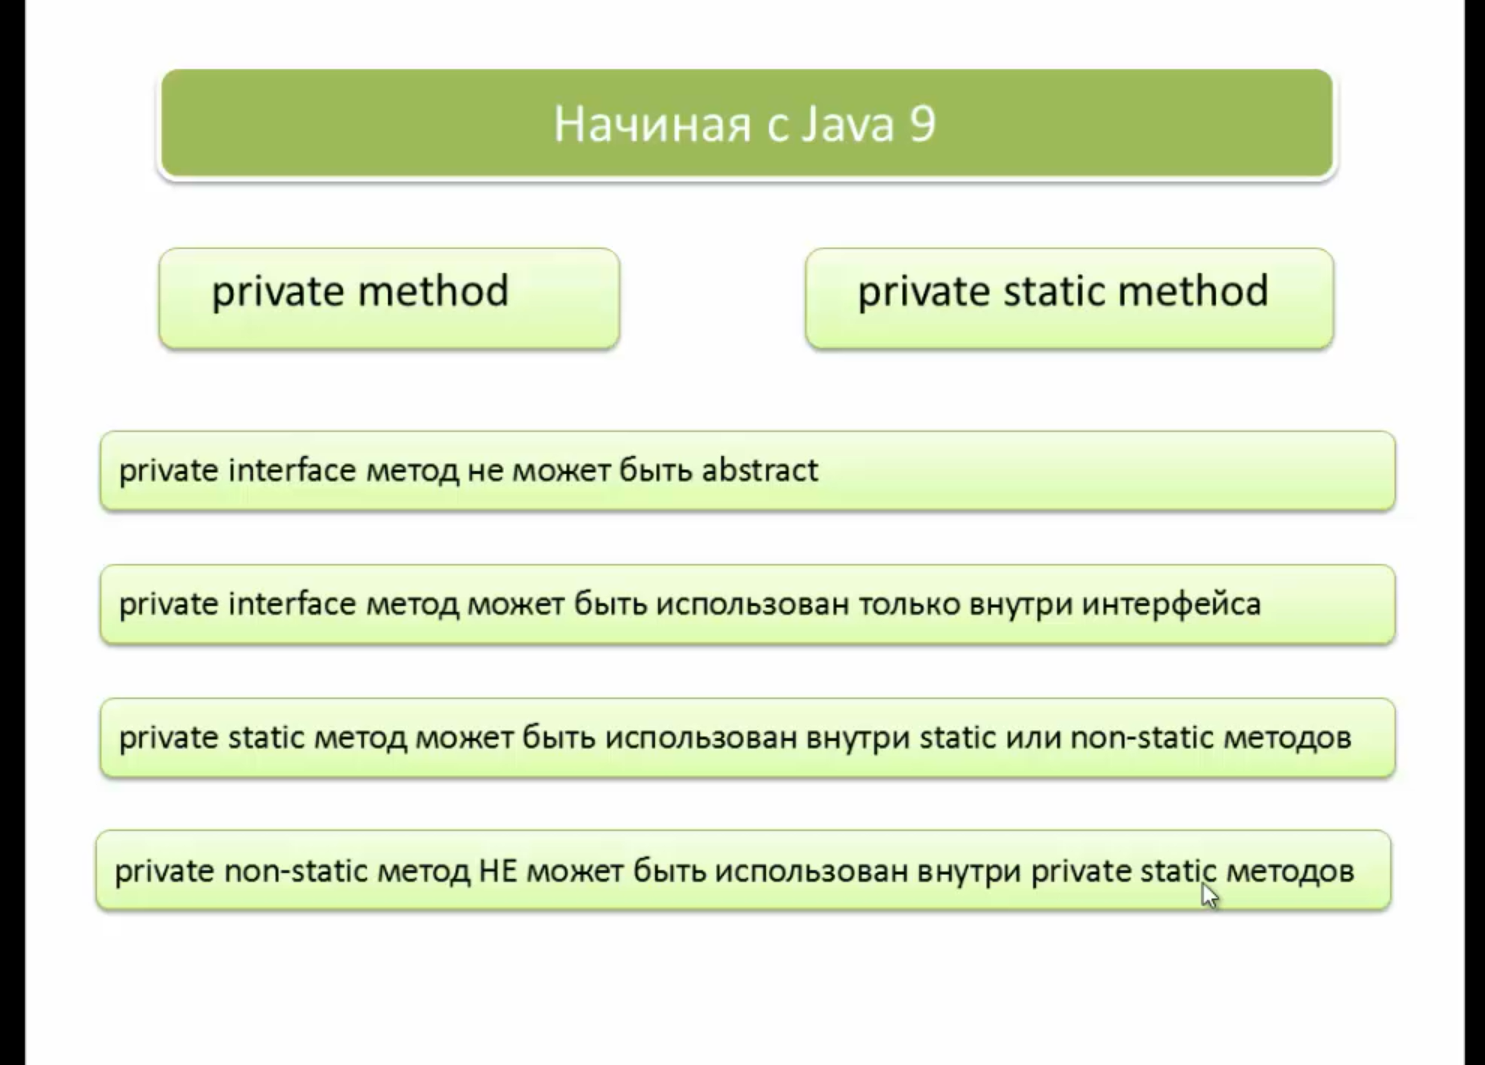 Начиная с Java 9
private method
private static method
private interface метод не может быть abstract
private interface метод может быть использован только внутри интерфейса
private static метод может быть использован внутри static или non-static методов
private non-static метод НЕ может быть использован внутри private static методов